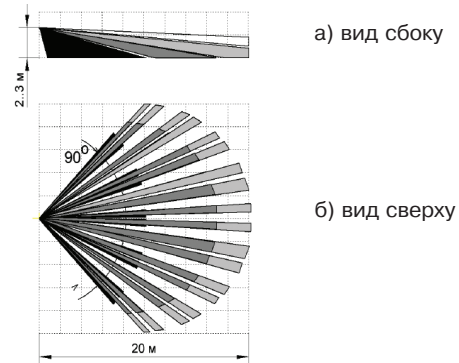 а) вид сбоку
2..3 м
90°
б) вид сверху
20 м